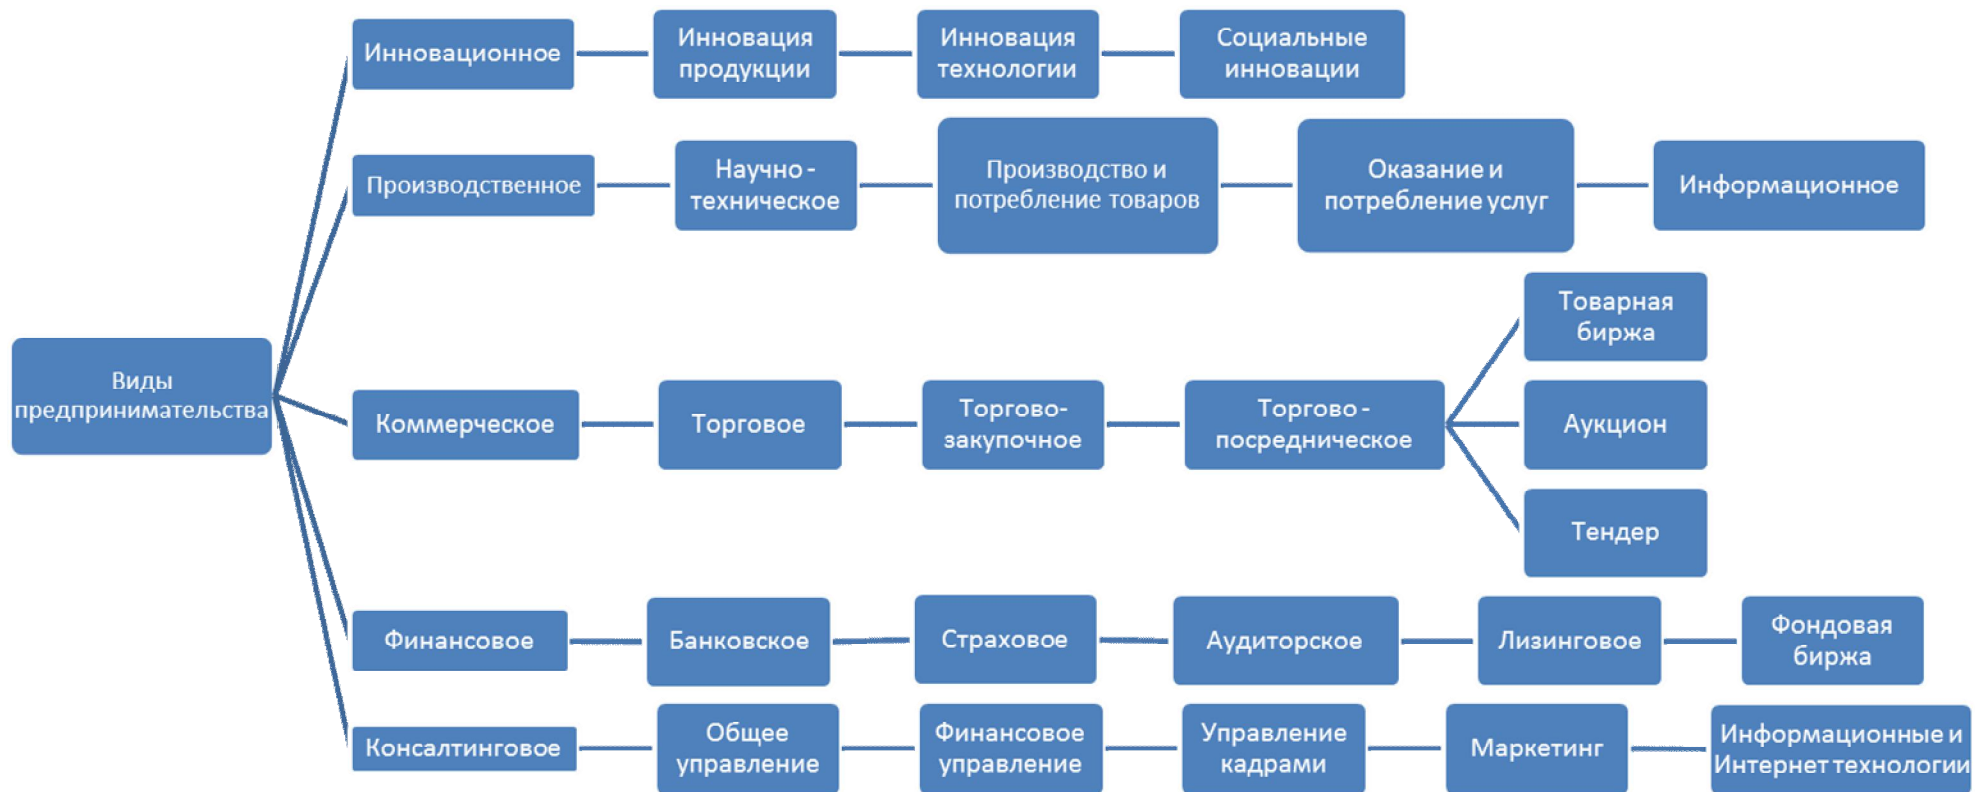 Виды
предпринимательства
Инновационное
Инновация
продукции
Инновация
технологии
Социальные
инновации
Производственное
Научно -
техническое
Производство и
потребление товаров
Оказание и
потребление услуг
Информационное
Коммерческое
Торговое
Торгово-
закупочное
Торгово -
посредническое
Товарная
биржа
Аукцион
Тендер
Финансовое
Банковское
Страховое
Аудиторское
Лизинговое
Фондовая
биржа
Консалтинговое
Общее
управление
Финансовое
управление
Управление
кадрами
Маркетинг
Информационные и
Интернет технологии